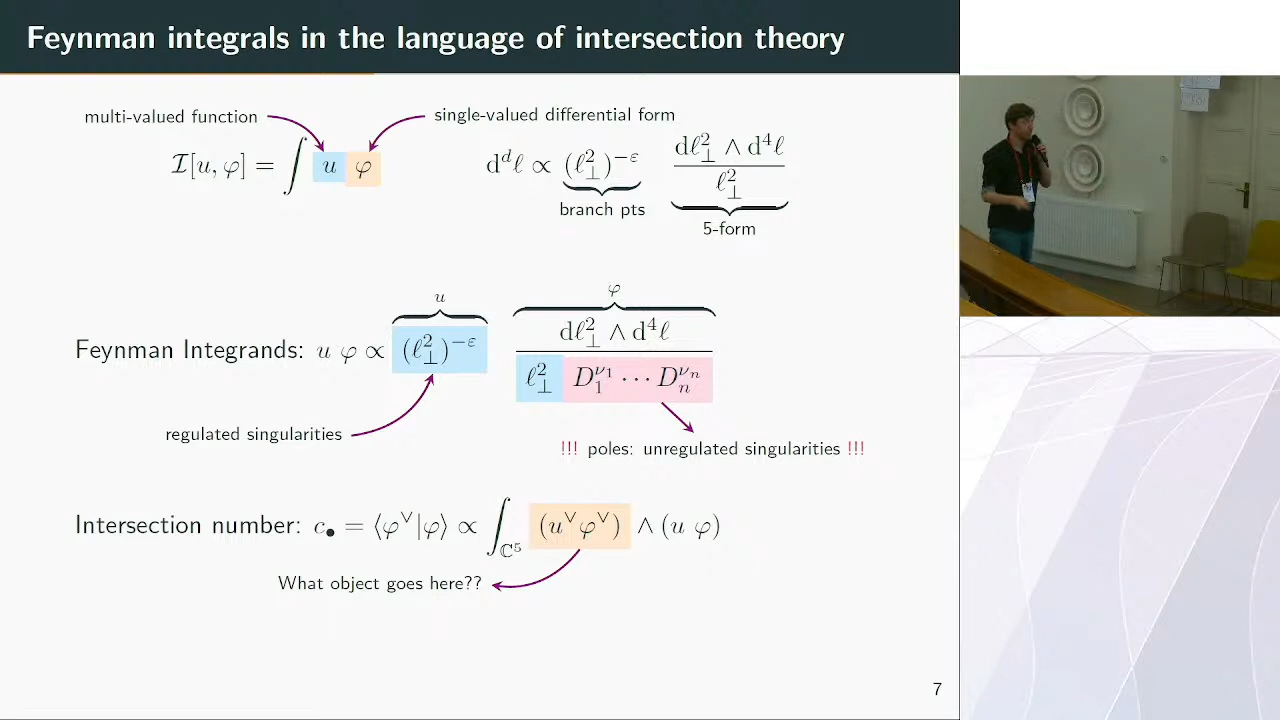 Feynman integrals in the language of intersection theory
multi-valued function
single-valued differential form
I[u, φ] = ∫ u φ
d^d ℓ ∝ (ℓ_⊥^2)^{-ε} (dℓ_⊥^2 ∧ d^4ℓ) / ℓ_⊥^2
branch pts
5-form
u
φ
Feynman Integrands: u φ ∝ (ℓ_⊥^2)^{-ε} (dℓ_⊥^2 ∧ d^4ℓ) / (ℓ_⊥^2 D_1^{ν_1} ⋯ D_n^{ν_n})
regulated singularities
!!! poles: unregulated singularities !!!
Intersection number: c_• = ⟨φ^∨|φ⟩ ∝ ∫_{ℂ^5} (u^∨ φ^∨) ∧ (u φ)
What object goes here??
7